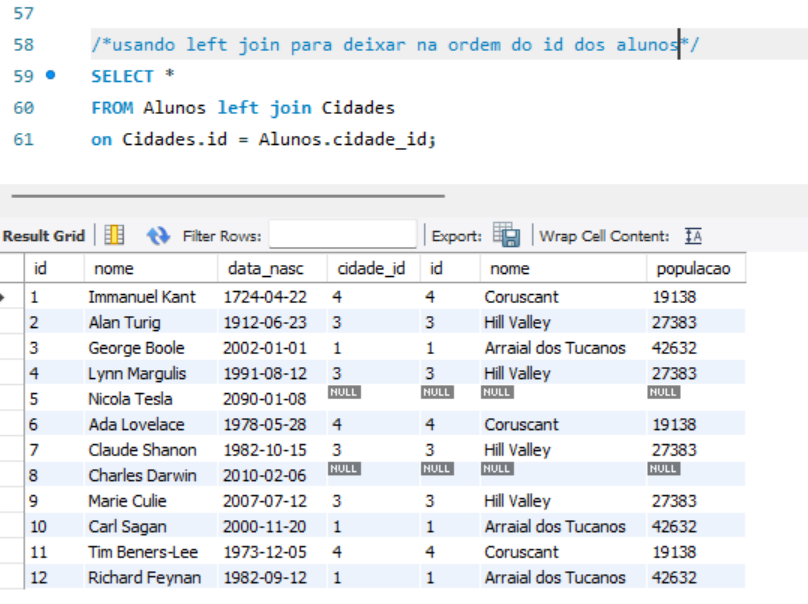 57
58 /*usando left join para deixar na ordem do id dos alunos*/
59 SELECT *
60 FROM Alunos left join Cidades
61 on Cidades.id = Alunos.cidade_id;
Result Grid Filter Rows: Export: Wrap Cell Content: IA
id nome data_nasc cidade_id id nome populacao
1 Immanuel Kant 1724-04-22 4 4 Coruscant 19138
2 Alan Turig 1912-06-23 3 3 Hill Valley 27383
3 George Boole 2002-01-01 1 1 Arraial dos Tucanos 42632
4 Lynn Margulis 1991-08-12 3 3 Hill Valley 27383
5 Nicola Tesla 2090-01-08 NULL NULL NULL NULL
6 Ada Lovelace 1978-05-28 4 4 Coruscant 19138
7 Claude Shanon 1982-10-15 3 3 Hill Valley 27383
8 Charles Darwin 2010-02-06 NULL NULL NULL NULL
9 Marie Culie 2007-07-12 3 3 Hill Valley 27383
10 Carl Sagan 2000-11-20 1 1 Arraial dos Tucanos 42632
11 Tim Beners-Lee 1973-12-05 4 4 Coruscant 19138
12 Richard Feynan 1982-09-12 1 1 Arraial dos Tucanos 42632